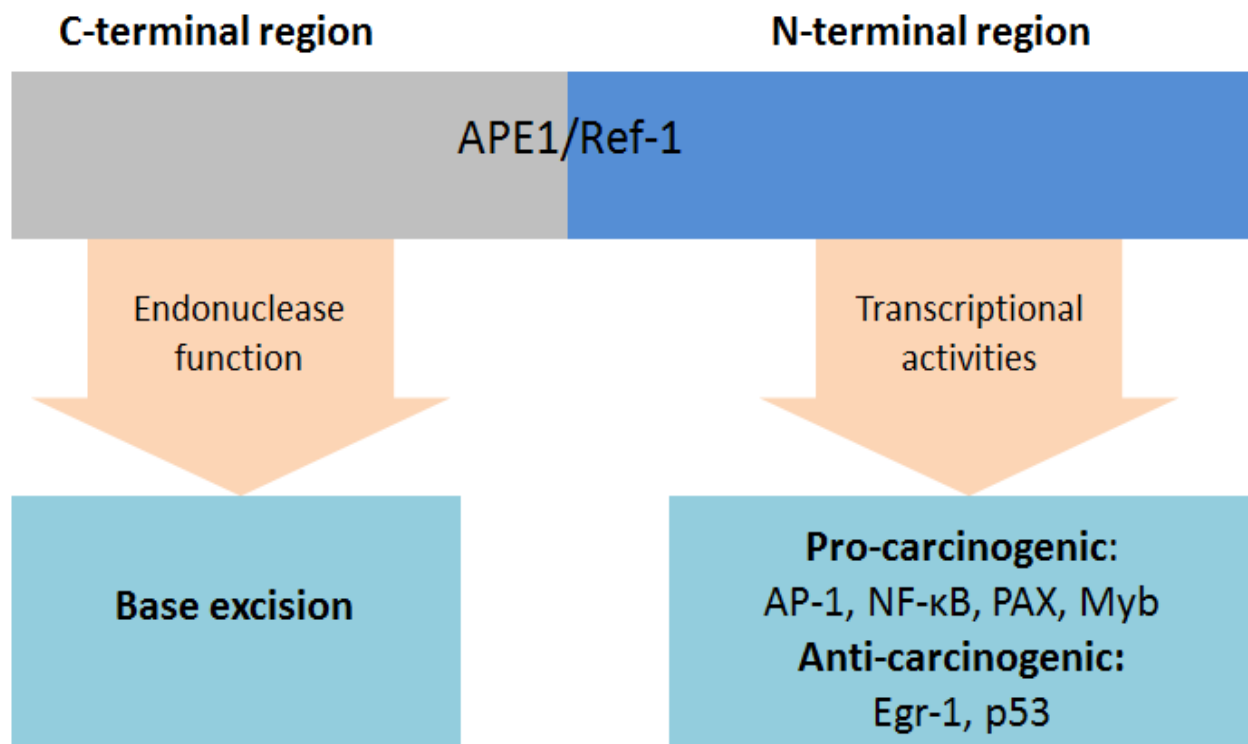 C-terminal region
N-terminal region
APE1/Ref-1
Endonuclease
function
Transcriptional
activities
Base excision
Pro-carcinogenic:
AP-1, NF-κB, PAX, Myb
Anti-carcinogenic:
Egr-1, p53